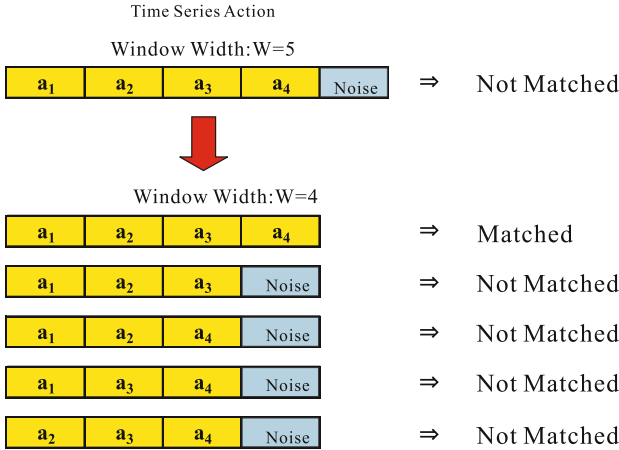 Time Series Action
Window Width:W=5
a₁ a₂ a₃ a₄ Noise ⇒ Not Matched
Window Width:W=4
a₁ a₂ a₃ a₄ ⇒ Matched
a₁ a₂ a₃ Noise ⇒ Not Matched
a₁ a₂ a₄ Noise ⇒ Not Matched
a₁ a₃ a₄ Noise ⇒ Not Matched
a₂ a₃ a₄ Noise ⇒ Not Matched